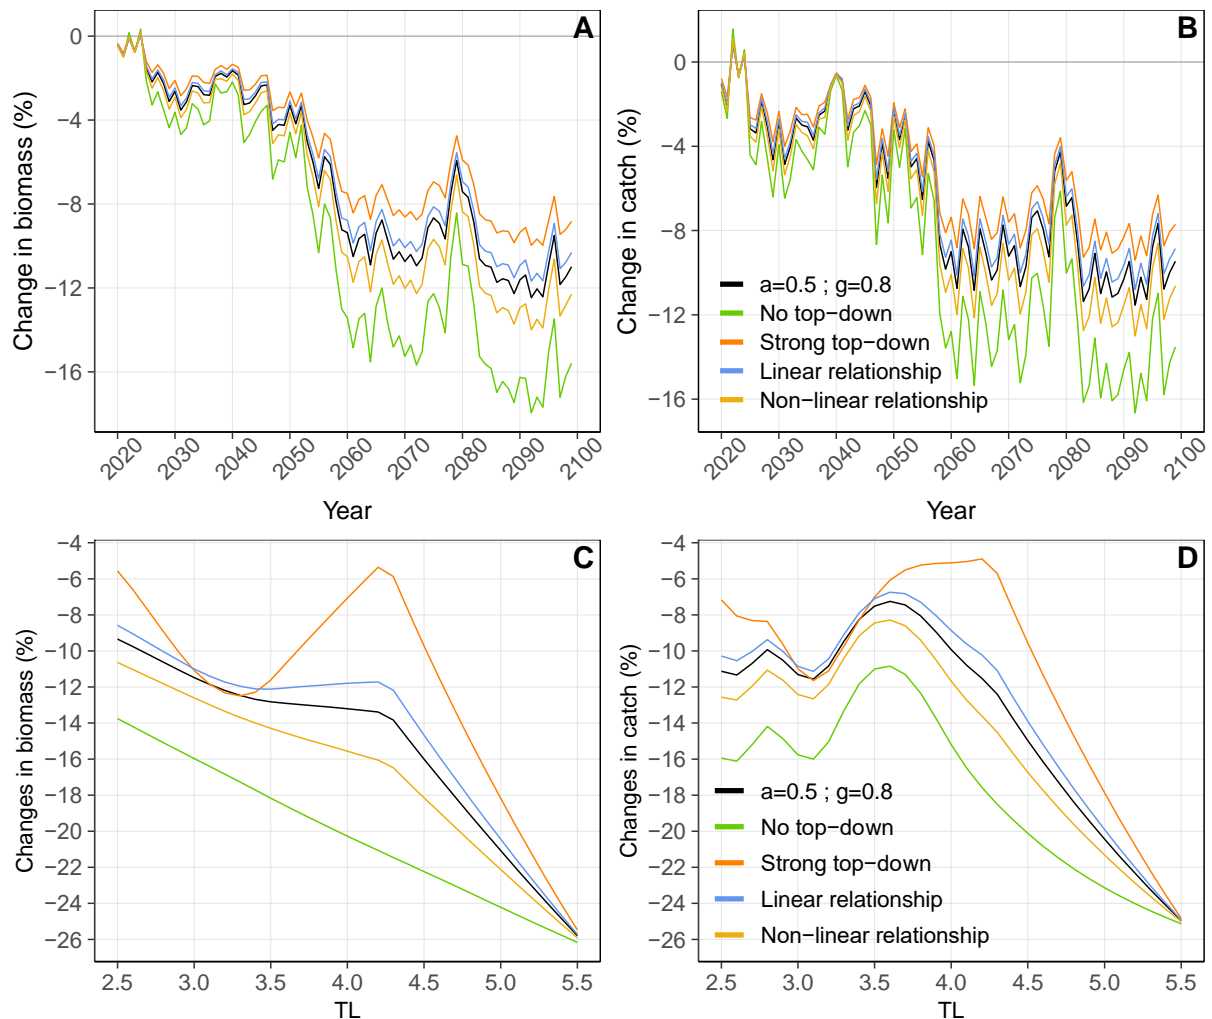 A
Change in biomass (%)
0
−4
−8
−12
−16
2020 2030 2040 2050 2060 2070 2080 2090 2100
Year
B
Change in catch (%)
0
−4
−8
−12
−16
a=0.5 ; g=0.8
No top−down
Strong top−down
Linear relationship
Non−linear relationship
2020 2030 2040 2050 2060 2070 2080 2090 2100
Year
C
Changes in biomass (%)
−4
−6
−8
−10
−12
−14
−16
−18
−20
−22
−24
−26
2.5 3.0 3.5 4.0 4.5 5.0 5.5
TL
D
Changes in catch (%)
−4
−6
−8
−10
−12
−14
−16
−18
−20
−22
−24
−26
a=0.5 ; g=0.8
No top−down
Strong top−down
Linear relationship
Non−linear relationship
2.5 3.0 3.5 4.0 4.5 5.0 5.5
TL